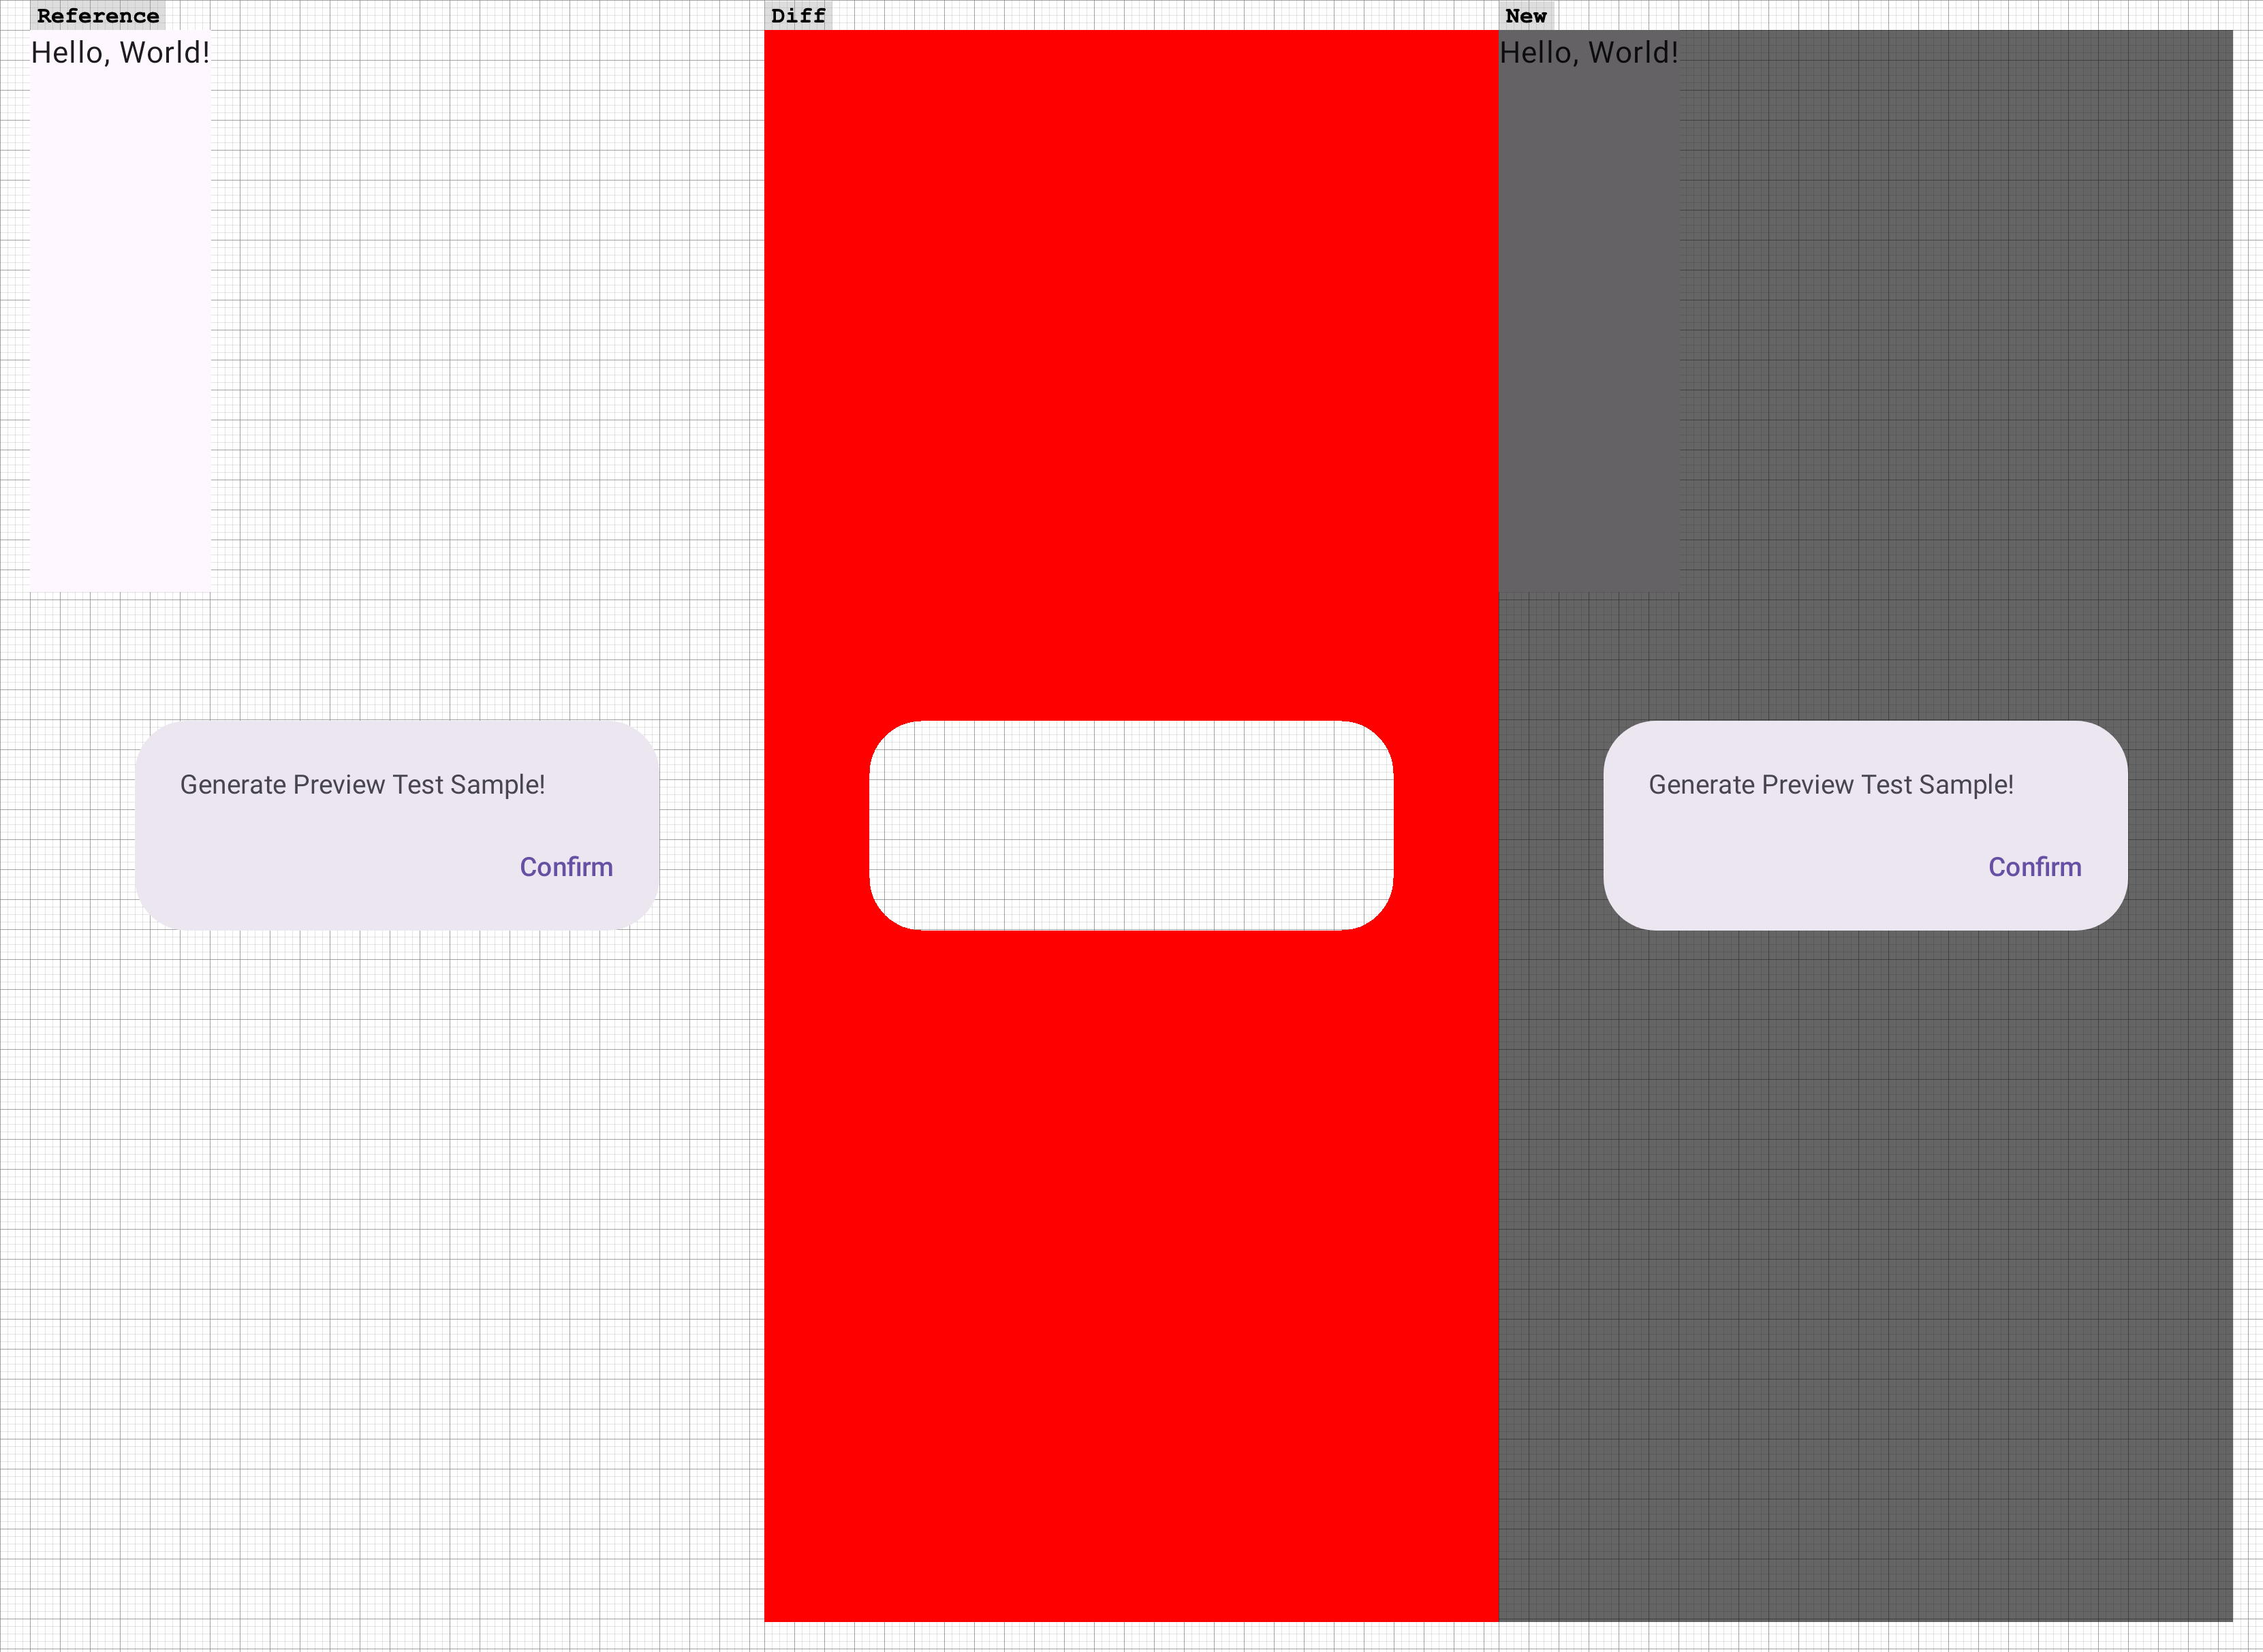 Reference
Diff
New
Hello, World!
Hello, World!
Generate Preview Test Sample!
Confirm
Generate Preview Test Sample!
Confirm